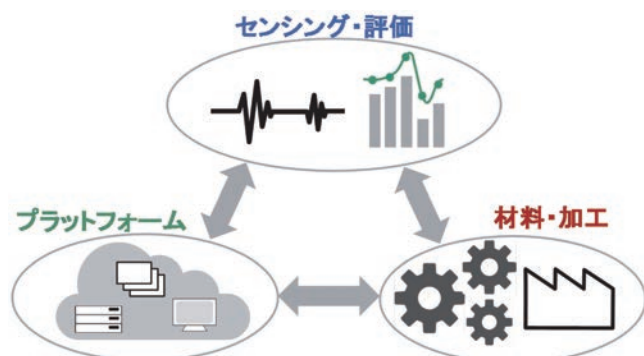 センシング・評価
プラットフォーム
材料・加工